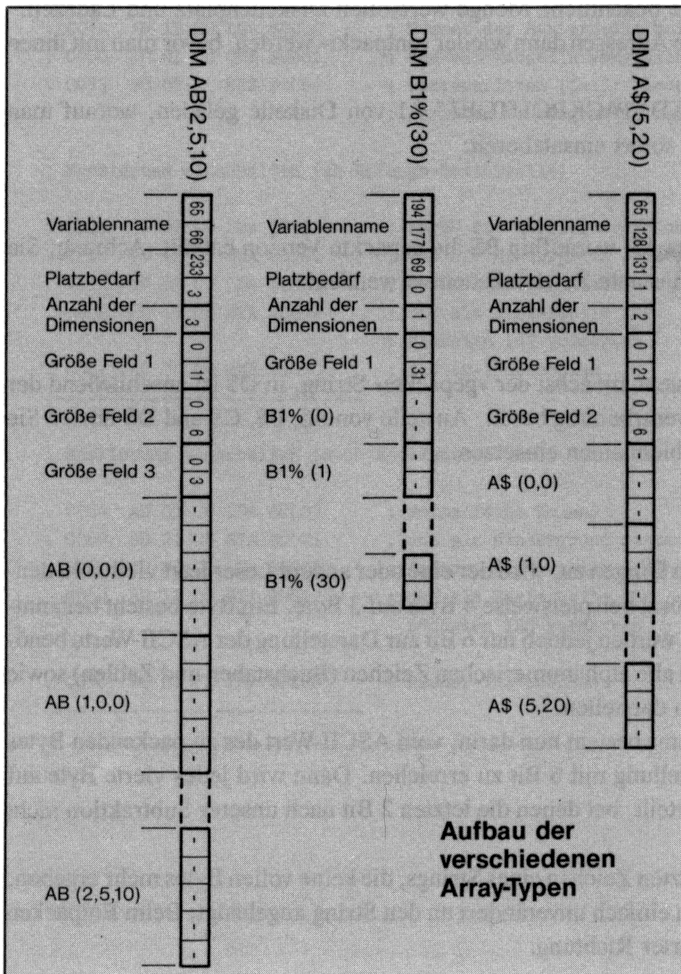 DIM AB(2,5,10)
Variablenname
65
66
Platzbedarf
233
3
Anzahl der
Dimensionen
3
Größe Feld 1
0
11
Größe Feld 2
0
6
Größe Feld 3
0
3
AB (0,0,0)
-
-
-
-
-
AB (1,0,0)
-
-
-
-
-
AB (2,5,10)
-
-
-
-
-
DIM B1%(30)
Variablenname
194
177
Platzbedarf
69
0
Anzahl der
Dimensionen
1
Größe Feld 1
0
31
B1% (0)
-
-
B1% (1)
-
-
B1% (30)
-
-
DIM A$(5,20)
Variablenname
65
128
Platzbedarf
131
0
Anzahl der
Dimensionen
2
Größe Feld 1
0
21
Größe Feld 2
0
6
A$ (0,0)
-
-
-
A$ (1,0)
-
-
-
A$ (5,20)
-
-
-
Aufbau der
verschiedenen
Array-Typen